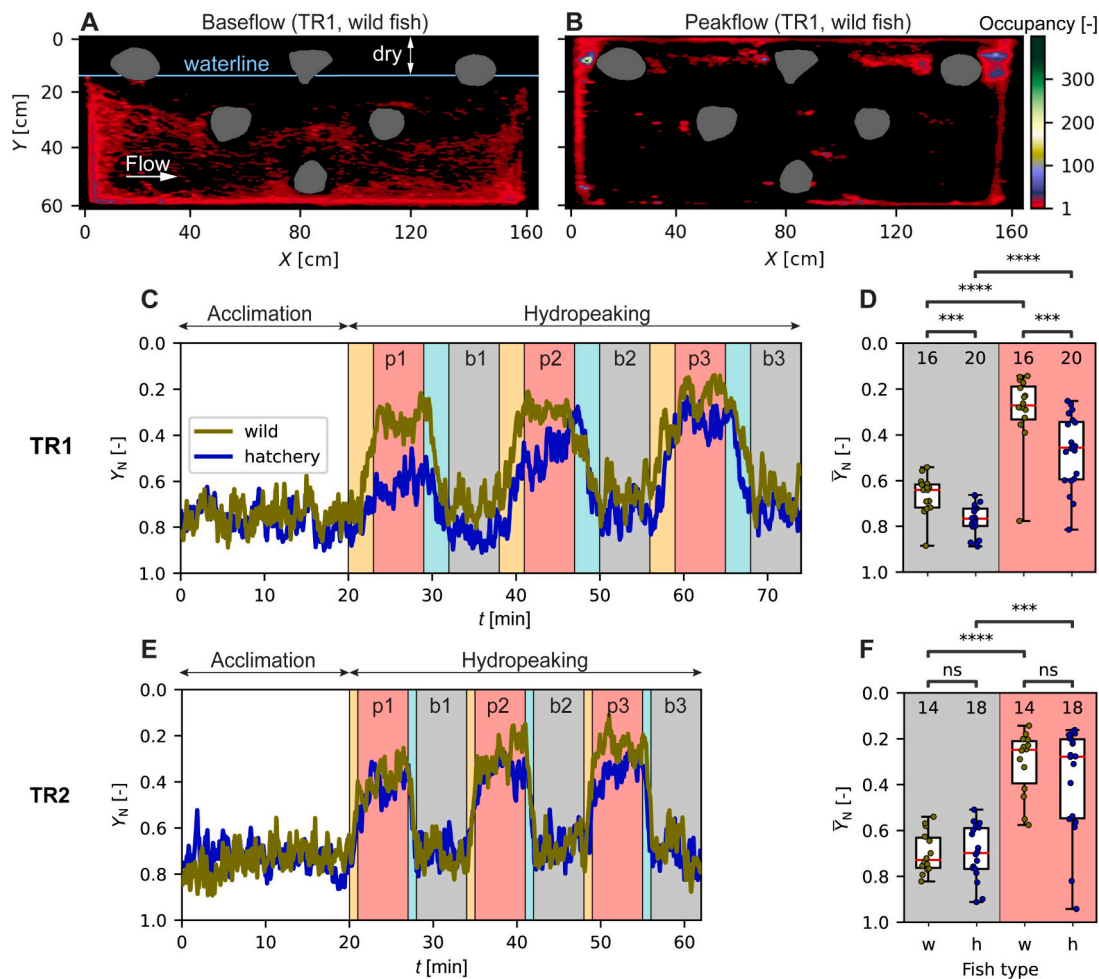 A Baseflow (TR1, wild fish)
B Peakflow (TR1, wild fish)
Occupancy [-]
0
20
40
60
Y [cm]
dry
waterline
Flow
0 40 80 120 160
X [cm]
0 40 80 120 160
X [cm]
300
200
100
1
TR1
C
Acclimation Hydropeaking
p1 b1 p2 b2 p3 b3
0.0
0.2
0.4
0.6
0.8
1.0
Y_N [-]
wild
hatchery
0 10 20 30 40 50 60 70
t [min]
D
****
****
*** ***
16 20 16 20
0.0
0.2
0.4
0.6
0.8
1.0
Y̅_N [-]
TR2
E
Acclimation Hydropeaking
p1 b1 p2 b2 p3 b3
0.0
0.2
0.4
0.6
0.8
1.0
Y_N [-]
0 10 20 30 40 50 60
t [min]
F
***
****
ns ns
14 18 14 18
0.0
0.2
0.4
0.6
0.8
1.0
Y̅_N [-]
w h w h
Fish type